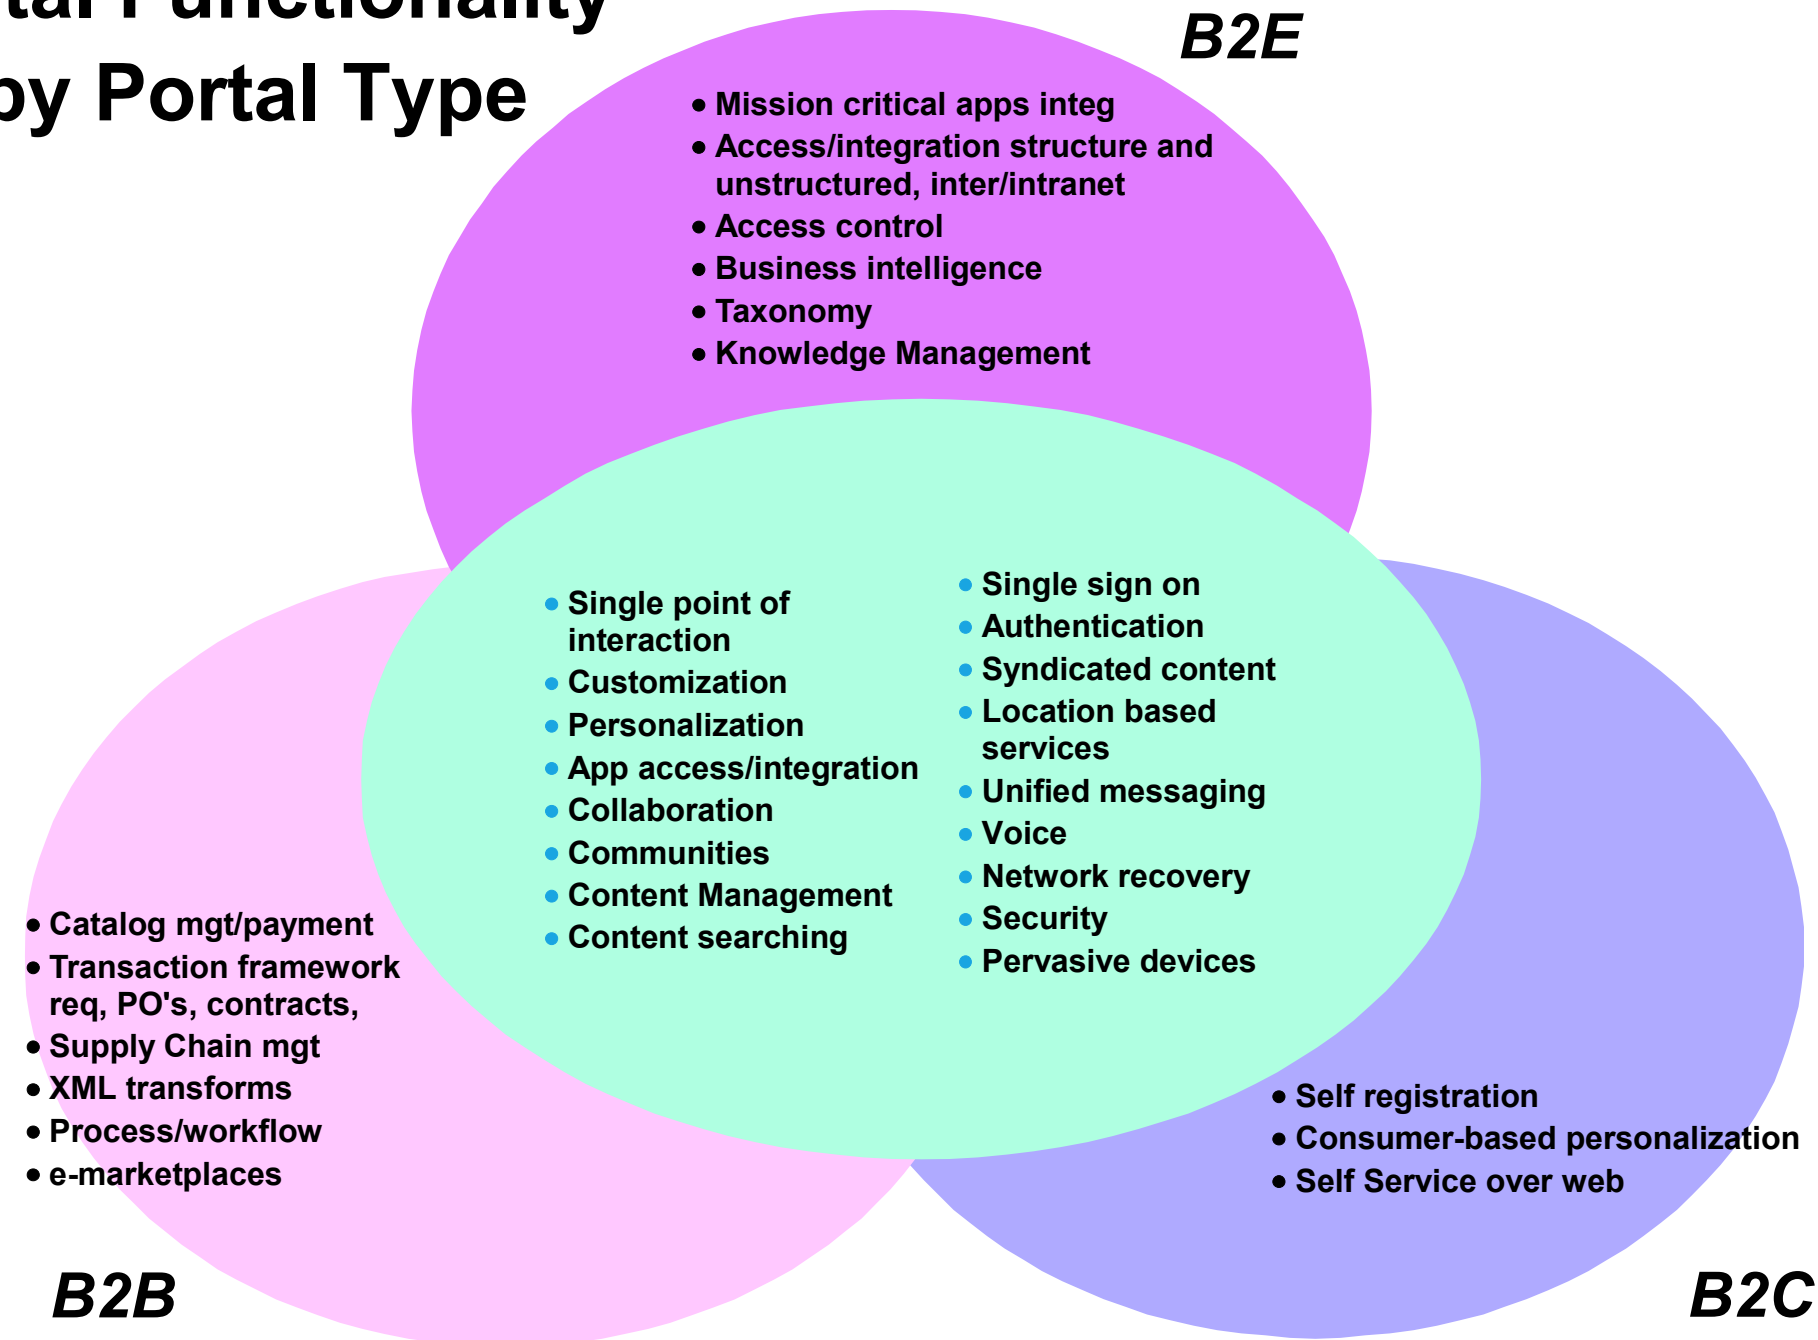 tal Functionality
by Portal Type
B2E
• Mission critical apps integ
• Access/integration structure and
unstructured, inter/intranet
• Access control
• Business intelligence
• Taxonomy
• Knowledge Management
• Single point of
interaction
• Customization
• Personalization
• App access/integration
• Collaboration
• Communities
• Content Management
• Content searching
• Single sign on
• Authentication
• Syndicated content
• Location based
services
• Unified messaging
• Voice
• Network recovery
• Security
• Pervasive devices
• Catalog mgt/payment
• Transaction framework
req, PO's, contracts,
• Supply Chain mgt
• XML transforms
• Process/workflow
• e-marketplaces
• Self registration
• Consumer-based personalization
• Self Service over web
B2B
B2C